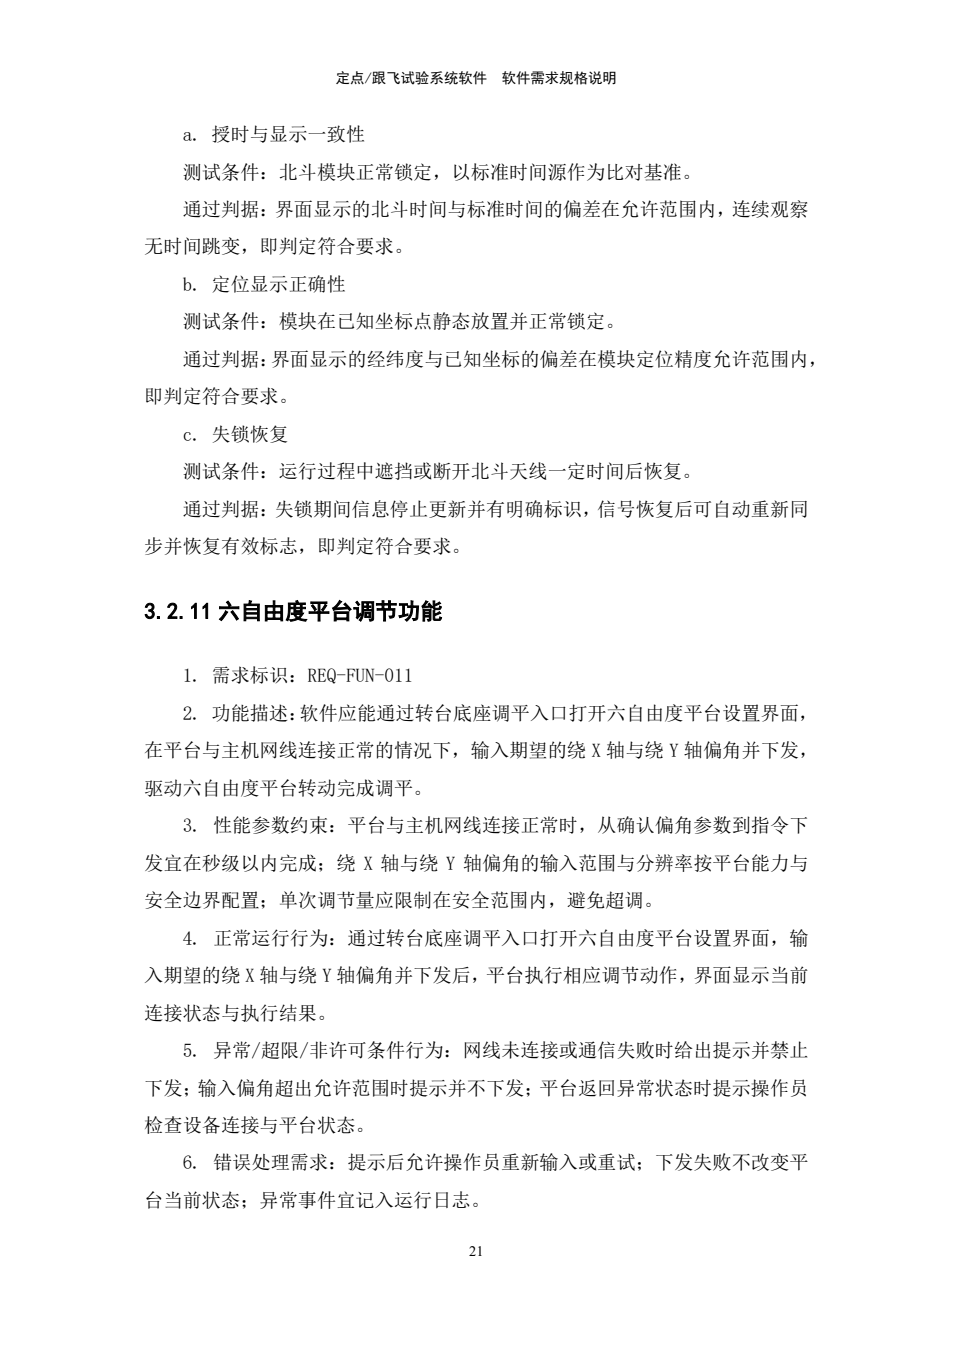 定点/跟飞试验系统软件　软件需求规格说明
a. 授时与显示一致性
测试条件：北斗模块正常锁定，以标准时间源作为比对基准。
通过判据：界面显示的北斗时间与标准时间的偏差在允许范围内，连续观察
无时间跳变，即判定符合要求。
b. 定位显示正确性
测试条件：模块在已知坐标点静态放置并正常锁定。
通过判据：界面显示的经纬度与已知坐标的偏差在模块定位精度允许范围内，
即判定符合要求。
c. 失锁恢复
测试条件：运行过程中遮挡或断开北斗天线一定时间后恢复。
通过判据：失锁期间信息停止更新并有明确标识，信号恢复后可自动重新同
步并恢复有效标志，即判定符合要求。
3.2.11 六自由度平台调节功能
1. 需求标识：REQ-FUN-011
2. 功能描述：软件应能通过转台底座调平入口打开六自由度平台设置界面，
在平台与主机网线连接正常的情况下，输入期望的绕 X 轴与绕 Y 轴偏角并下发，
驱动六自由度平台转动完成调平。
3. 性能参数约束：平台与主机网线连接正常时，从确认偏角参数到指令下
发宜在秒级以内完成；绕 X 轴与绕 Y 轴偏角的输入范围与分辨率按平台能力与
安全边界配置；单次调节量应限制在安全范围内，避免超调。
4. 正常运行行为：通过转台底座调平入口打开六自由度平台设置界面，输
入期望的绕 X 轴与绕 Y 轴偏角并下发后，平台执行相应调节动作，界面显示当前
连接状态与执行结果。
5. 异常/超限/非许可条件行为：网线未连接或通信失败时给出提示并禁止
下发；输入偏角超出允许范围时提示并不下发；平台返回异常状态时提示操作员
检查设备连接与平台状态。
6. 错误处理需求：提示后允许操作员重新输入或重试；下发失败不改变平
台当前状态；异常事件宜记入运行日志。
21